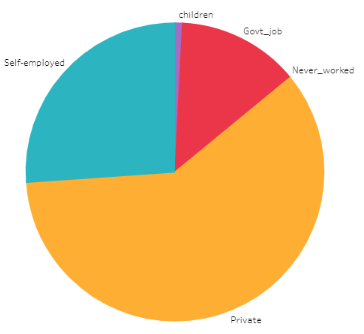 children
Govt_job
Self-employed
Never_worked
Private